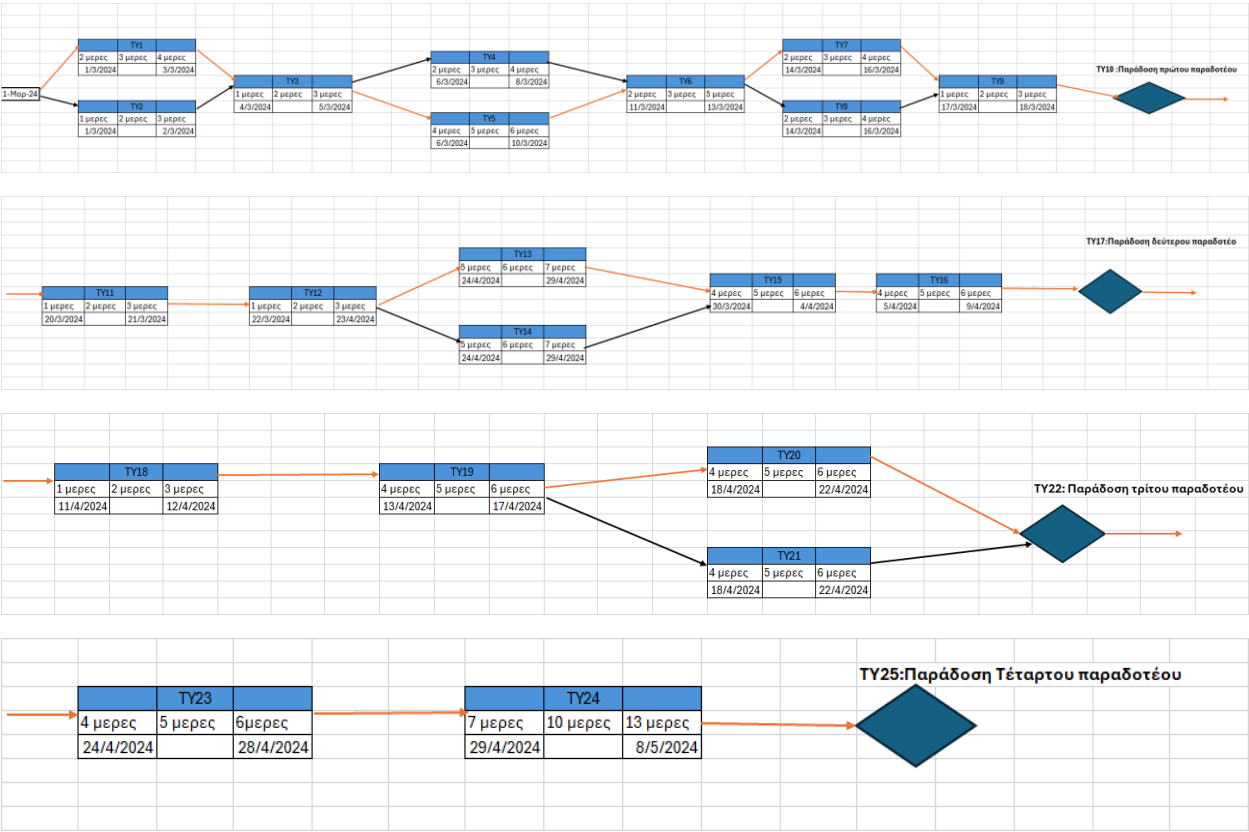 TY1
2 μερες 3 μερες 4 μερες
1/3/2024 3/3/2024
1-Μαρ-24
TY2
1 μερες 2 μερες 3 μερες
1/3/2024 2/3/2024
TY3
1 μερες 2 μερες 3 μερες
4/3/2024 5/3/2024
TY4
2 μερες 3 μερες 4 μερες
6/3/2024 8/3/2024
TY5
4 μερες 5 μερες 6 μερες
6/3/2024 10/3/2024
TY6
2 μερες 3 μερες 5 μερες
11/3/2024 13/3/2024
TY7
2 μερες 3 μερες 4 μερες
14/3/2024 16/3/2024
TY8
2 μερες 3 μερες 4 μερες
14/3/2024 16/3/2024
TY9
1 μερες 2 μερες 3 μερες
17/3/2024 18/3/2024
TY10 :Παράδοση πρώτου παραδοτέου
TY11
1 μερες 2 μερες 3 μερες
20/3/2024 21/3/2024
TY12
1 μερες 2 μερες 3 μερες
22/3/2024 23/4/2024
TY13
5 μερες 6 μερες 7 μερες
24/4/2024 29/4/2024
TY14
5 μερες 6 μερες 7 μερες
24/4/2024 29/4/2024
TY15
4 μερες 5 μερες 6 μερες
30/3/2024 4/4/2024
TY16
4 μερες 5 μερες 6 μερες
5/4/2024 9/4/2024
TY17:Παράδοση δεύτερου παραδοτέο
TY18
1 μερες 2 μερες 3 μερες
11/4/2024 12/4/2024
TY19
4 μερες 5 μερες 6 μερες
13/4/2024 17/4/2024
TY20
4 μερες 5 μερες 6 μερες
18/4/2024 22/4/2024
TY21
4 μερες 5 μερες 6 μερες
18/4/2024 22/4/2024
TY22: Παράδοση τρίτου παραδοτέου
TY23
4 μερες 5 μερες 6μερες
24/4/2024 28/4/2024
TY24
7 μερες 10 μερες 13 μερες
29/4/2024 8/5/2024
TY25:Παράδοση Τέταρτου παραδοτέου